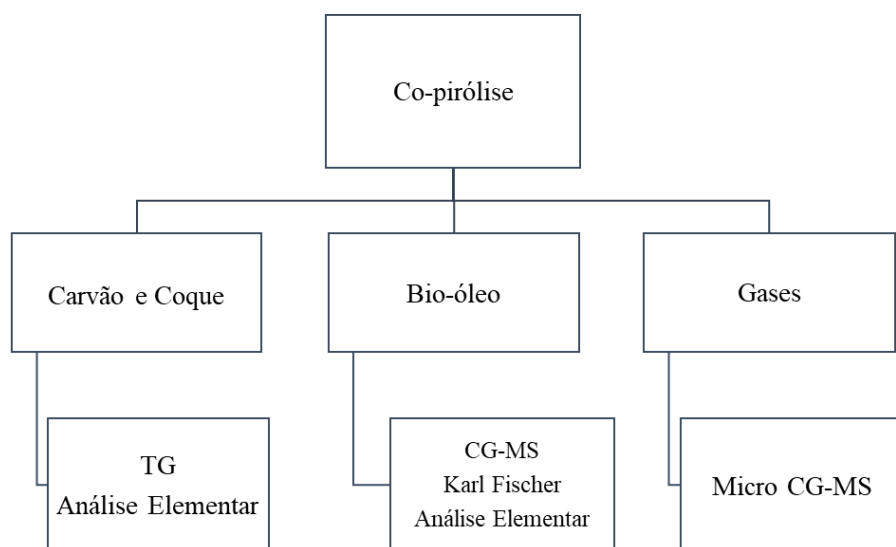 Co-pirólise
Carvão e Coque
Bio-óleo
Gases
TG
Análise Elementar
CG-MS
Karl Fischer
Análise Elementar
Micro CG-MS